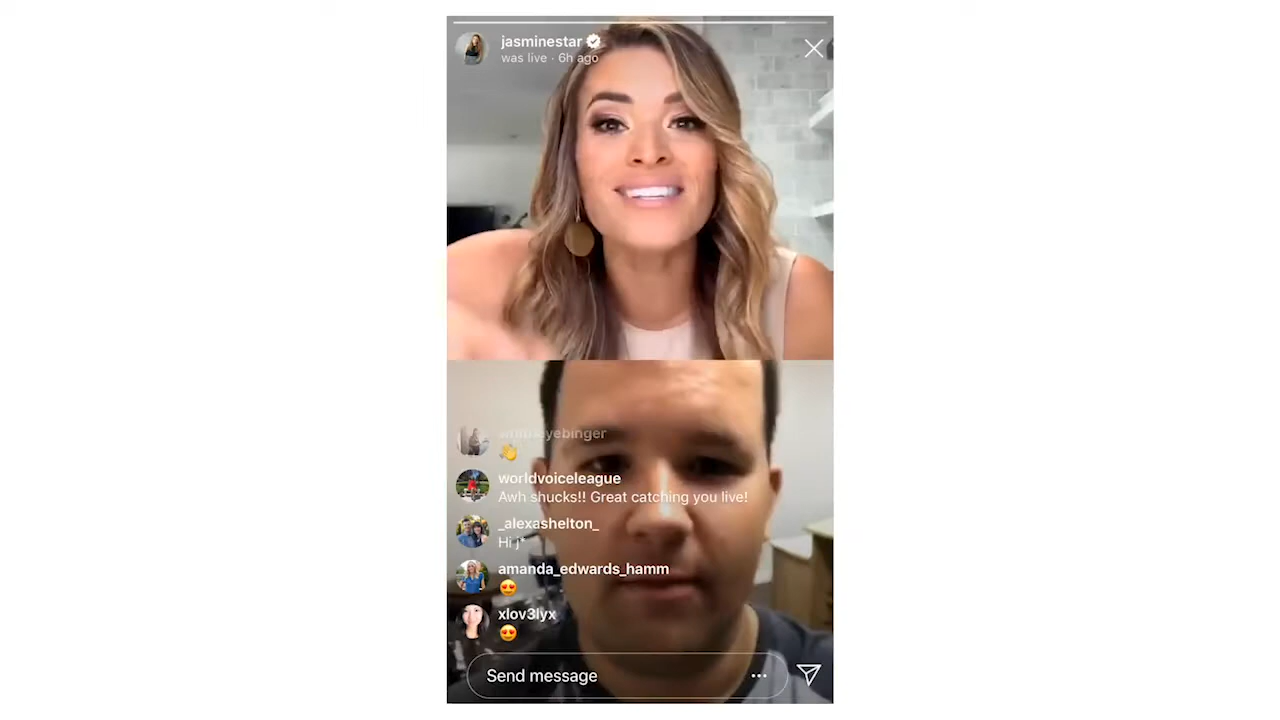 jasminestar
was live · 6h ago
worldvoiceleague
Awh shucks!! Great catching you live!
_alexashelton_
Hi j*
amanda_edwards_hamm
😍
xlov3lyx
😍
Send message